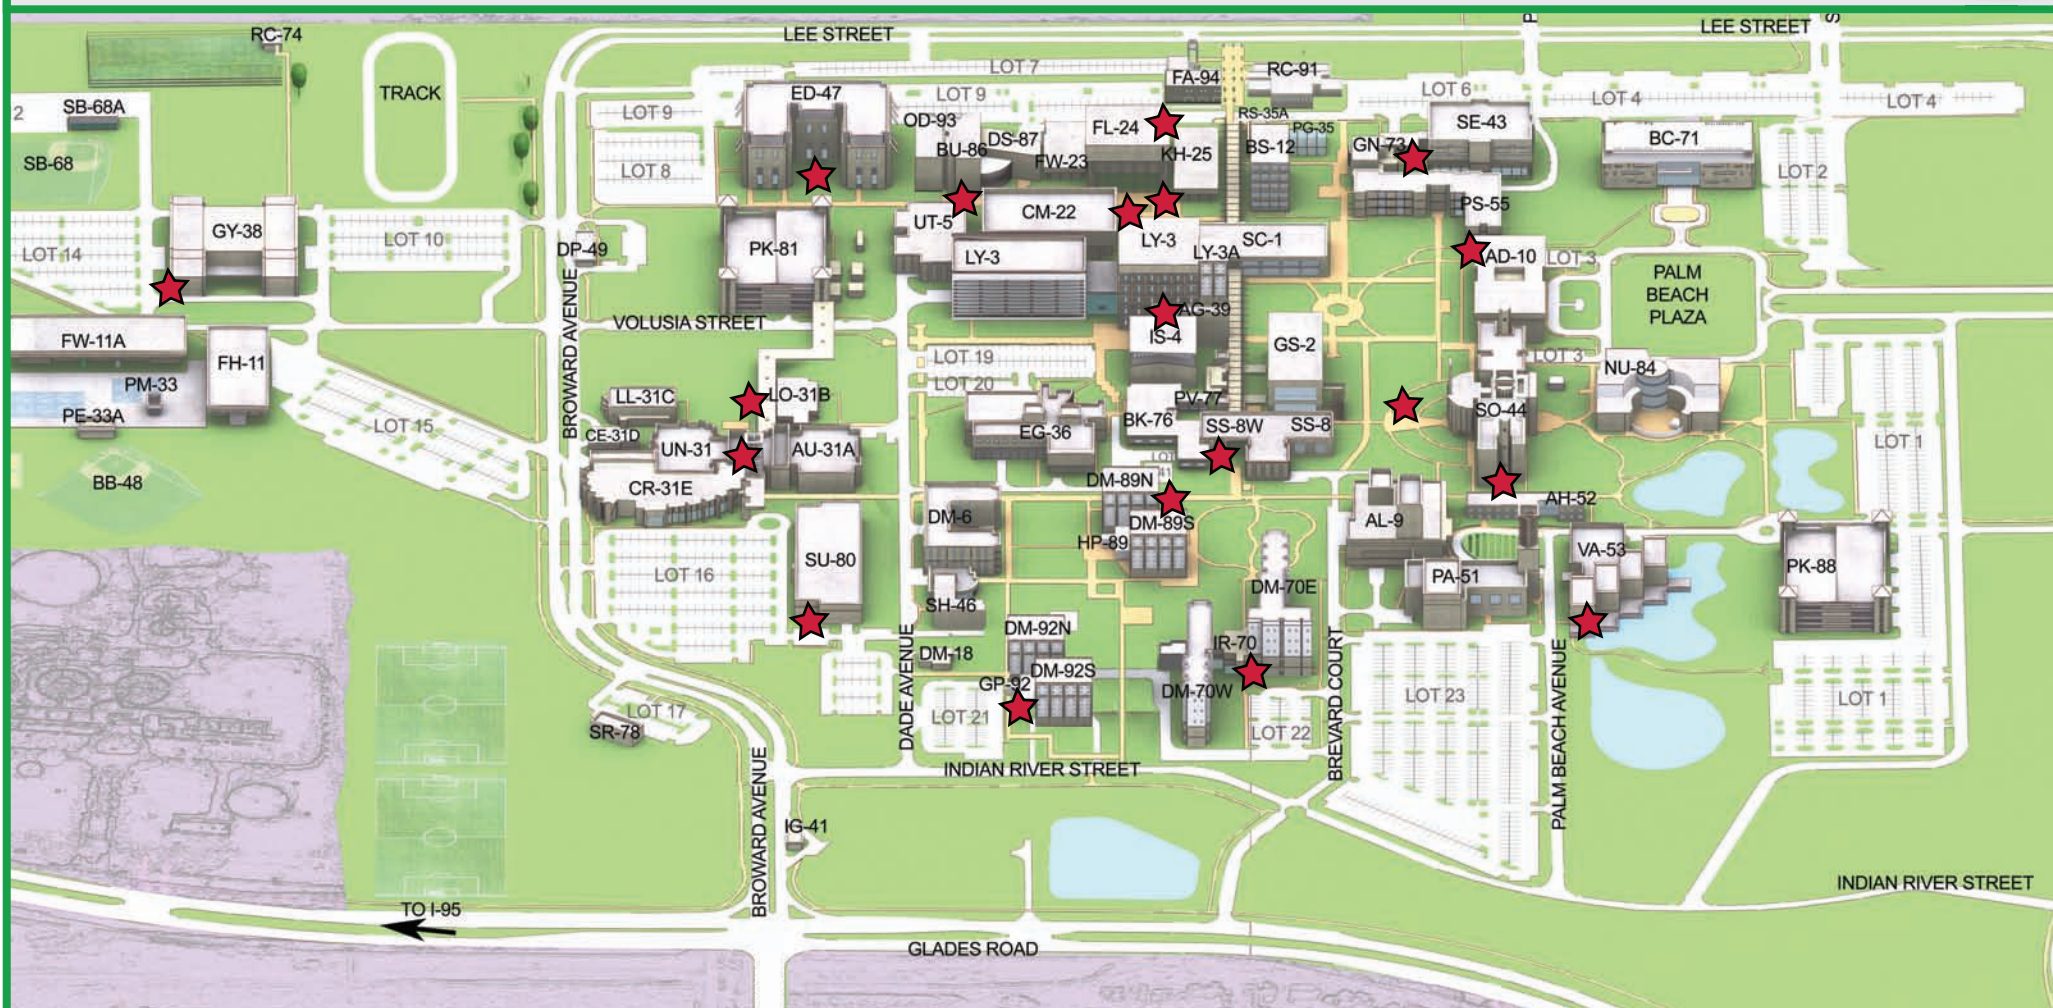 LEE STREET
LEE STREET
P
S
RC-74
TRACK
2
SB-68A
SB-68
LOT 7
LOT 9
LOT 9
LOT 8
ED-47
OD-93
BU-86
DS-87
FW-23
FL-24
KH-25
FA-94
RC-91
RS-35A
PG-35
BS-12
LOT 6
LOT 4
LOT 4
GN-73
SE-43
BC-71
LOT 2
GY-38
LOT 10
LOT 14
DP-49
PK-81
UT-5
CM-22
LY-3
LY-3
LY-3A
SC-1
PS-55
AD-10
LOT 3
PALM
BEACH
PLAZA
BROWARD AVENUE
VOLUSIA STREET
AG-39
IS-4
GS-2
LOT 3
NU-84
FW-11A
FH-11
PM-33
PE-33A
LOT 15
LOT 19
LOT 20
LL-31C
LO-31B
CE-31D
UN-31
AU-31A
CR-31E
EG-36
BK-76
PV-77
SS-8W
SS-8
SO-44
LOT 1
BB-48
LOT
41
DM-89N
DM-89S
HP-89
DM-6
AL-9
AH-52
VA-53
PK-88
LOT 16
SU-80
SH-46
DM-70E
PA-51
DM-92N
DM-18
DM-92S
GP-92
IR-70
DM-70W
LOT 17
SR-78
DADE AVENUE
LOT 21
LOT 22
BREVARD COURT
LOT 23
PALM BEACH AVENUE
LOT 1
INDIAN RIVER STREET
BROWARD AVENUE
IG-41
INDIAN RIVER STREET
TO I-95
GLADES ROAD